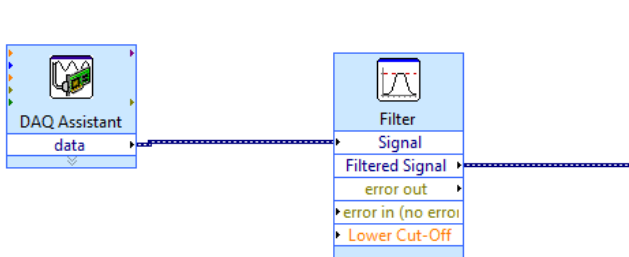 DAQ Assistant
data
Filter
Signal
Filtered Signal
error out
error in (no error
Lower Cut-Off